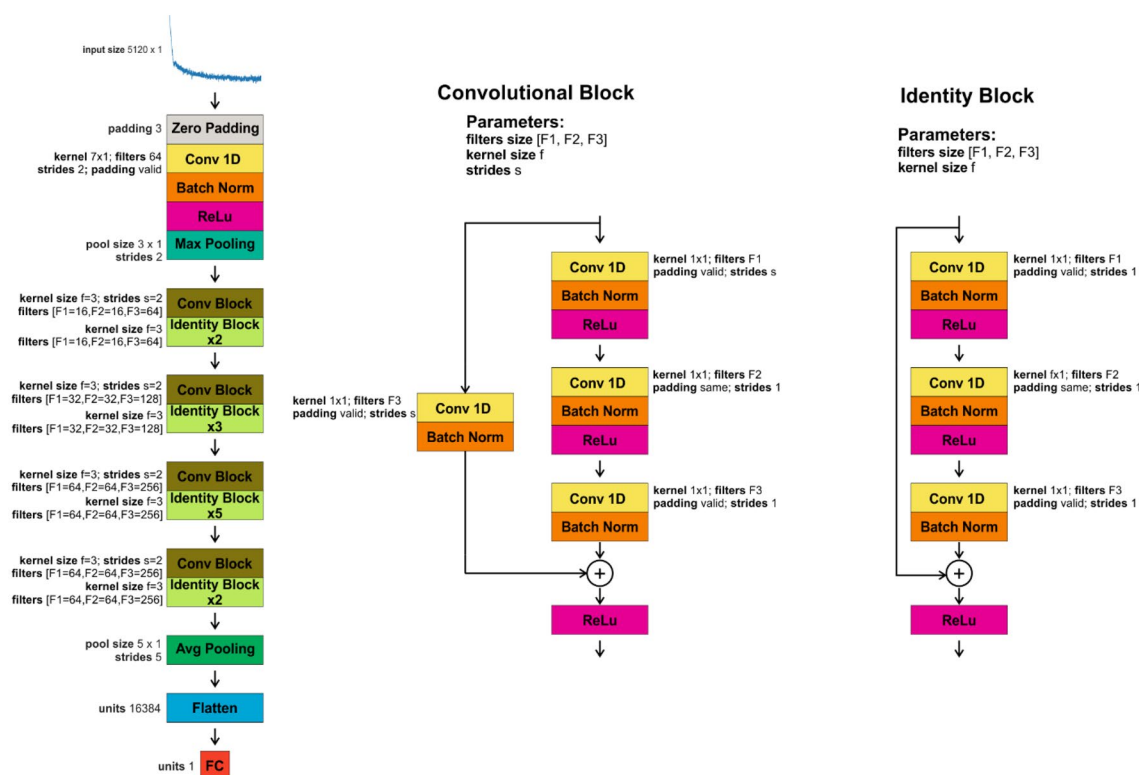 input size 5120 x 1
padding 3
Zero Padding
kernel 7x1; filters 64
strides 2; padding valid
Conv 1D
Batch Norm
ReLu
pool size 3 x 1
strides 2
Max Pooling
kernel size f=3; strides s=2
filters [F1=16,F2=16,F3=64]
Conv Block
kernel size f=3
filters [F1=16,F2=16,F3=64]
Identity Block
x2
kernel size f=3; strides s=2
filters [F1=32,F2=32,F3=128]
Conv Block
kernel size f=3
filters [F1=32,F2=32,F3=128]
Identity Block
x3
kernel size f=3; strides s=2
filters [F1=64,F2=64,F3=256]
Conv Block
kernel size f=3
filters [F1=64,F2=64,F3=256]
Identity Block
x5
kernel size f=3; strides s=2
filters [F1=64,F2=64,F3=256]
Conv Block
kernel size f=3
filters [F1=64,F2=64,F3=256]
Identity Block
x2
pool size 5 x 1
strides 5
Avg Pooling
units 16384
Flatten
units 1
FC
Convolutional Block
Parameters:
filters size [F1, F2, F3]
kernel size f
strides s
Conv 1D
Batch Norm
ReLu
kernel 1x1; filters F1
padding valid; strides s
Conv 1D
Batch Norm
ReLu
kernel 1x1; filters F2
padding same; strides 1
kernel 1x1; filters F3
padding valid; strides s
Conv 1D
Batch Norm
Conv 1D
Batch Norm
kernel 1x1; filters F3
padding valid; strides 1
+
ReLu
Identity Block
Parameters:
filters size [F1, F2, F3]
kernel size f
Conv 1D
Batch Norm
ReLu
kernel 1x1; filters F1
padding valid; strides 1
Conv 1D
Batch Norm
ReLu
kernel fx1; filters F2
padding same; strides 1
Conv 1D
Batch Norm
kernel 1x1; filters F3
padding valid; strides 1
+
ReLu